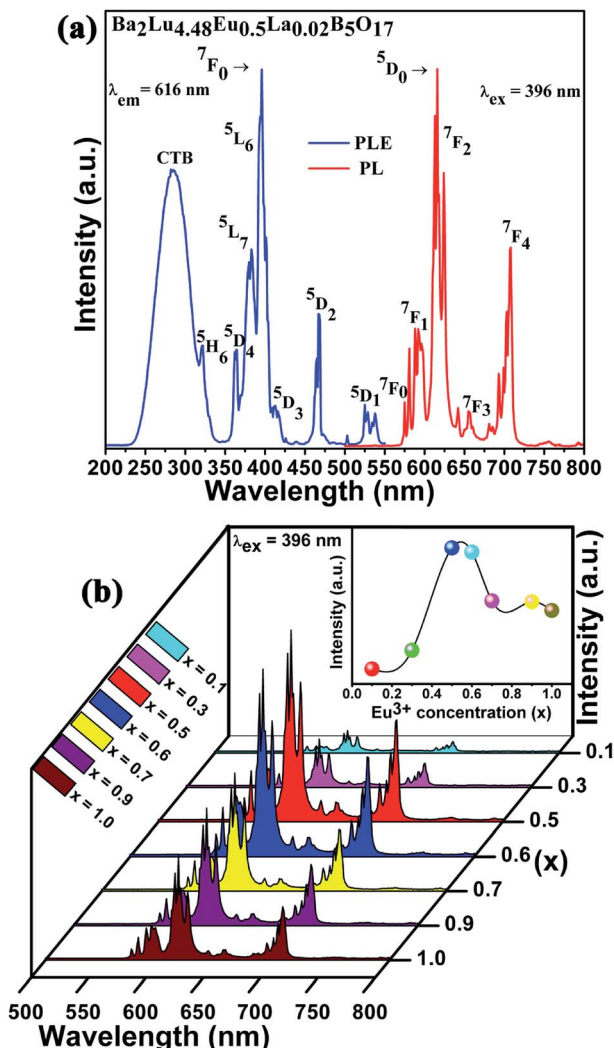 (a)
Ba2Lu4.48Eu0.5La0.02B5O17
7F0 →
5D0 →
λem = 616 nm
λex = 396 nm
5L6
7F2
PLE
PL
CTB
5L7
7F4
5D2
7F1
5H6
5D4
5D3
5D1
7F0
7F3
Intensity (a.u.)
200 250 300 350 400 450 500 550 600 650 700 750 800
Wavelength (nm)
(b)
λex = 396 nm
Intensity (a.u.)
0.0 0.2 0.4 0.6 0.8 1.0
Eu3+ concentration (x)
Intensity (a.u.)
x = 0.1
x = 0.3
x = 0.5
x = 0.6
x = 0.7
x = 0.9
x = 1.0
0.1
0.3
0.5
0.6
(x)
0.7
0.9
1.0
500 550 600 650 700 750 800
Wavelength (nm)